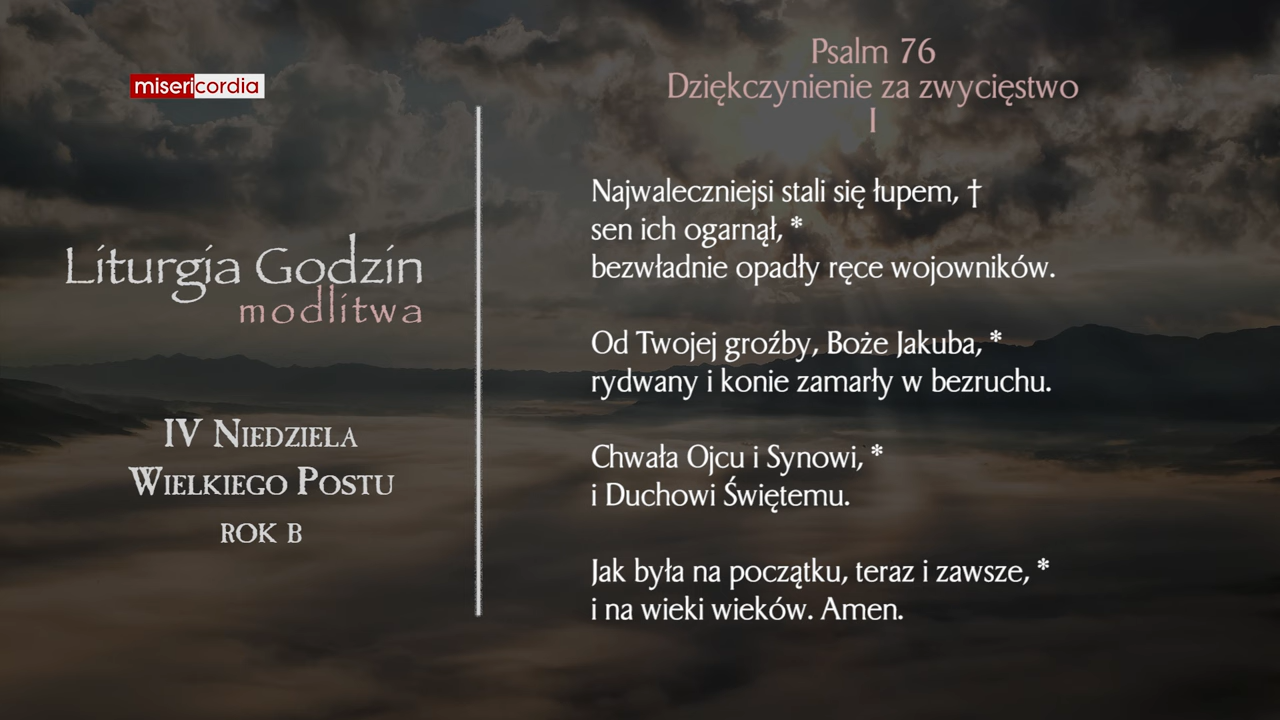 misericordia
Liturgia Godzin
modlitwa
IV Niedziela
Wielkiego Postu
rok B
Psalm 76
Dziękczynienie za zwycięstwo
I
Najwaleczniejsi stali się łupem, †
sen ich ogarnął, *
bezwładnie opadły ręce wojowników.
Od Twojej groźby, Boże Jakuba, *
rydwany i konie zamarły w bezruchu.
Chwała Ojcu i Synowi, *
i Duchowi Świętemu.
Jak była na początku, teraz i zawsze, *
i na wieki wieków. Amen.